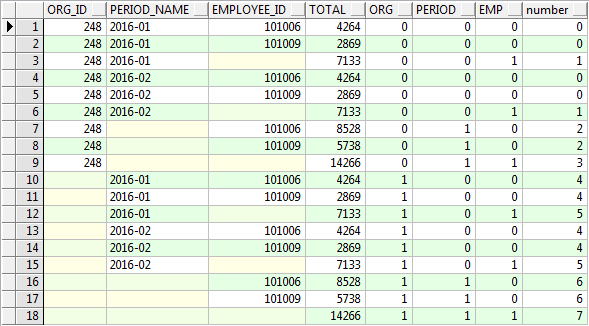 ORG_ID PERIOD_NAME EMPLOYEE_ID TOTAL ORG PERIOD EMP number
1 248 2016-01 101006 4264 0 0 0 0
2 248 2016-01 101009 2869 0 0 0 0
3 248 2016-01 7133 0 0 1 1
4 248 2016-02 101006 4264 0 0 0 0
5 248 2016-02 101009 2869 0 0 0 0
6 248 2016-02 7133 0 0 1 1
7 248 101006 8528 0 1 0 2
8 248 101009 5738 0 1 0 2
9 248 14266 0 1 1 3
10 2016-01 101006 4264 1 0 0 4
11 2016-01 101009 2869 1 0 0 4
12 2016-01 7133 1 0 1 5
13 2016-02 101006 4264 1 0 0 4
14 2016-02 101009 2869 1 0 0 4
15 2016-02 7133 1 0 1 5
16 101006 8528 1 1 0 6
17 101009 5738 1 1 0 6
18 14266 1 1 1 7